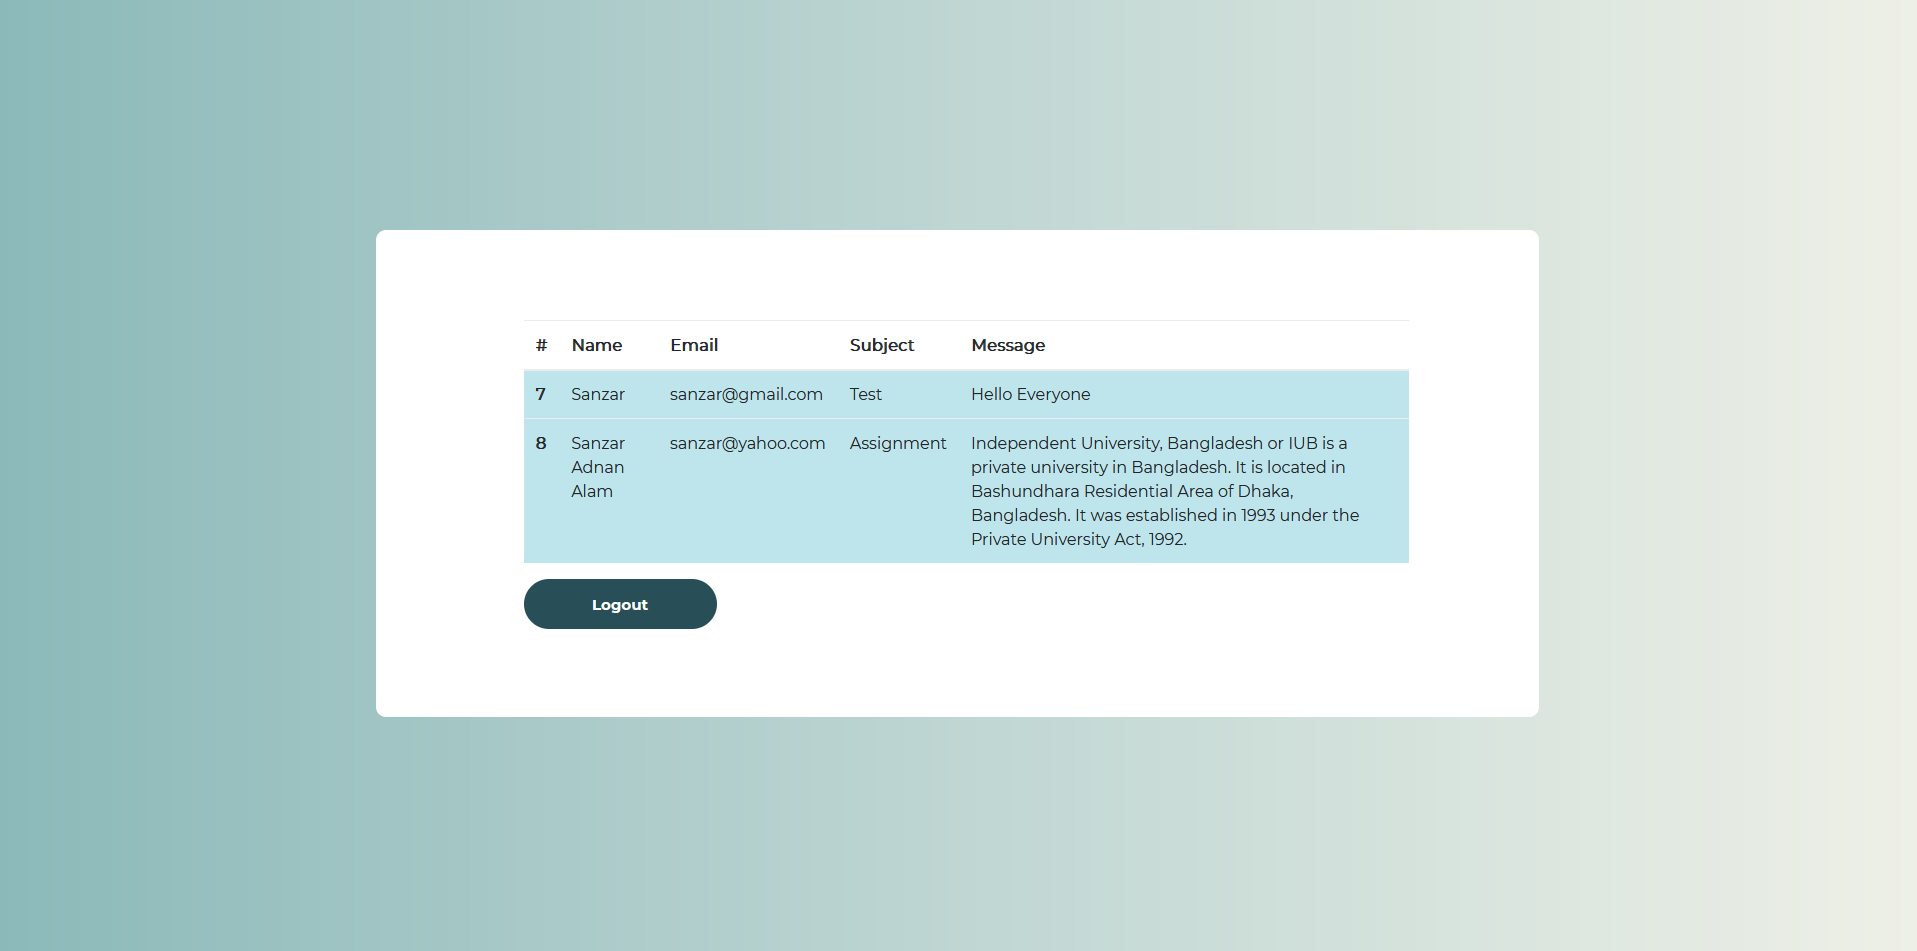 # Name Email Subject Message
7 Sanzar sanzar@gmail.com Test Hello Everyone
8 Sanzar sanzar@yahoo.com Assignment Independent University, Bangladesh or IUB is a
Adnan private university in Bangladesh. It is located in
Alam Bashundhara Residential Area of Dhaka,
Bangladesh. It was established in 1993 under the
Private University Act, 1992.
Logout